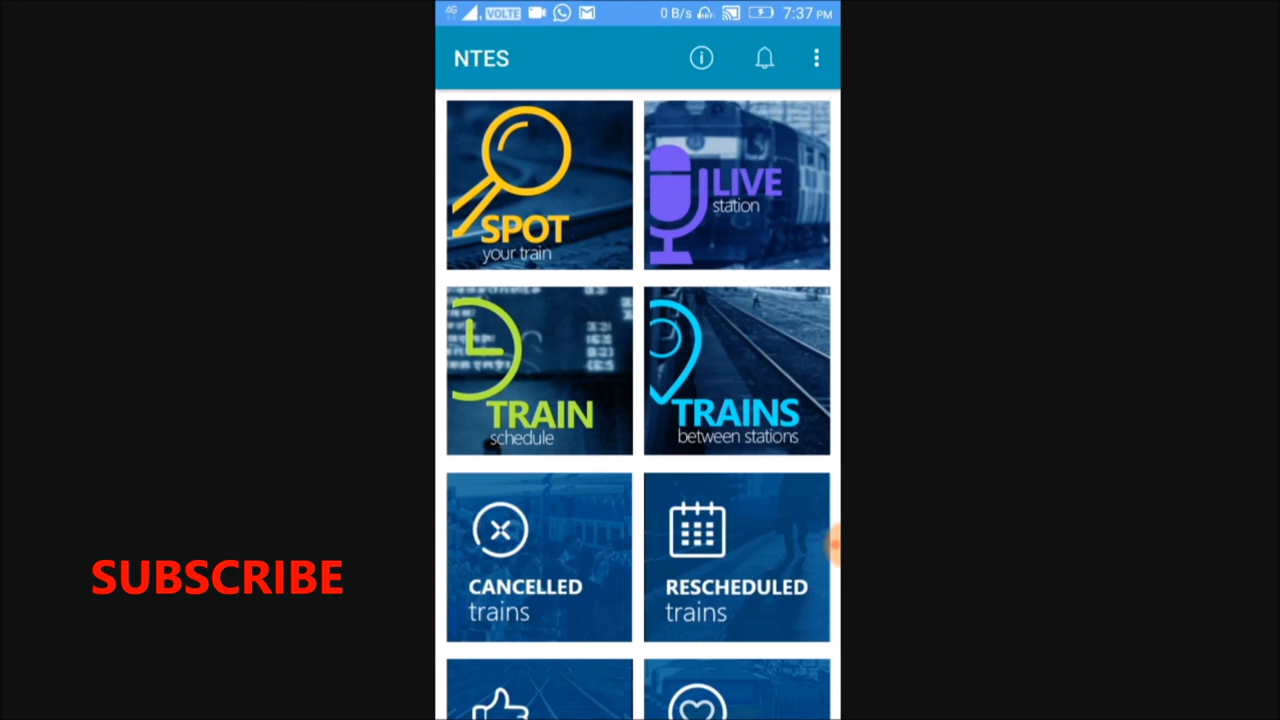 4G VOLTE 0 B/s 7:37 PM
NTES
SPOT
your train
LIVE
station
TRAIN
schedule
TRAINS
between stations
CANCELLED
trains
RESCHEDULED
trains
SUBSCRIBE